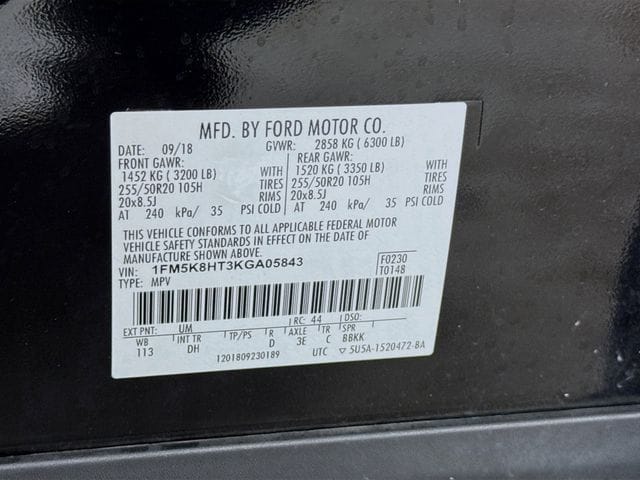 MFD. BY FORD MOTOR CO.
DATE: 09/18 GVWR: 2858 KG ( 6300 LB)
FRONT GAWR: REAR GAWR:
1452 KG ( 3200 LB) WITH 1520 KG ( 3350 LB) WITH
255/50R20 105H TIRES 255/50R20 105H TIRES
20x8.5J RIMS 20x8.5J RIMS
AT 240 kPa/ 35 PSI COLD AT 240 kPa/ 35 PSI COLD
THIS VEHICLE CONFORMS TO ALL APPLICABLE FEDERAL MOTOR
VEHICLE SAFETY STANDARDS IN EFFECT ON THE DATE OF
MANUFACTURE SHOWN ABOVE.
VIN: 1FM5K8HT3KGA05843 F0230
TYPE: MPV T0148
EXT PNT: UM RC: 44 DSO:
WB INT TR TP/PS R AXLE TR SPR
113 DH D 3E C BBKK
1201809230189 UTC ▽ 5U5A-1520472-BA